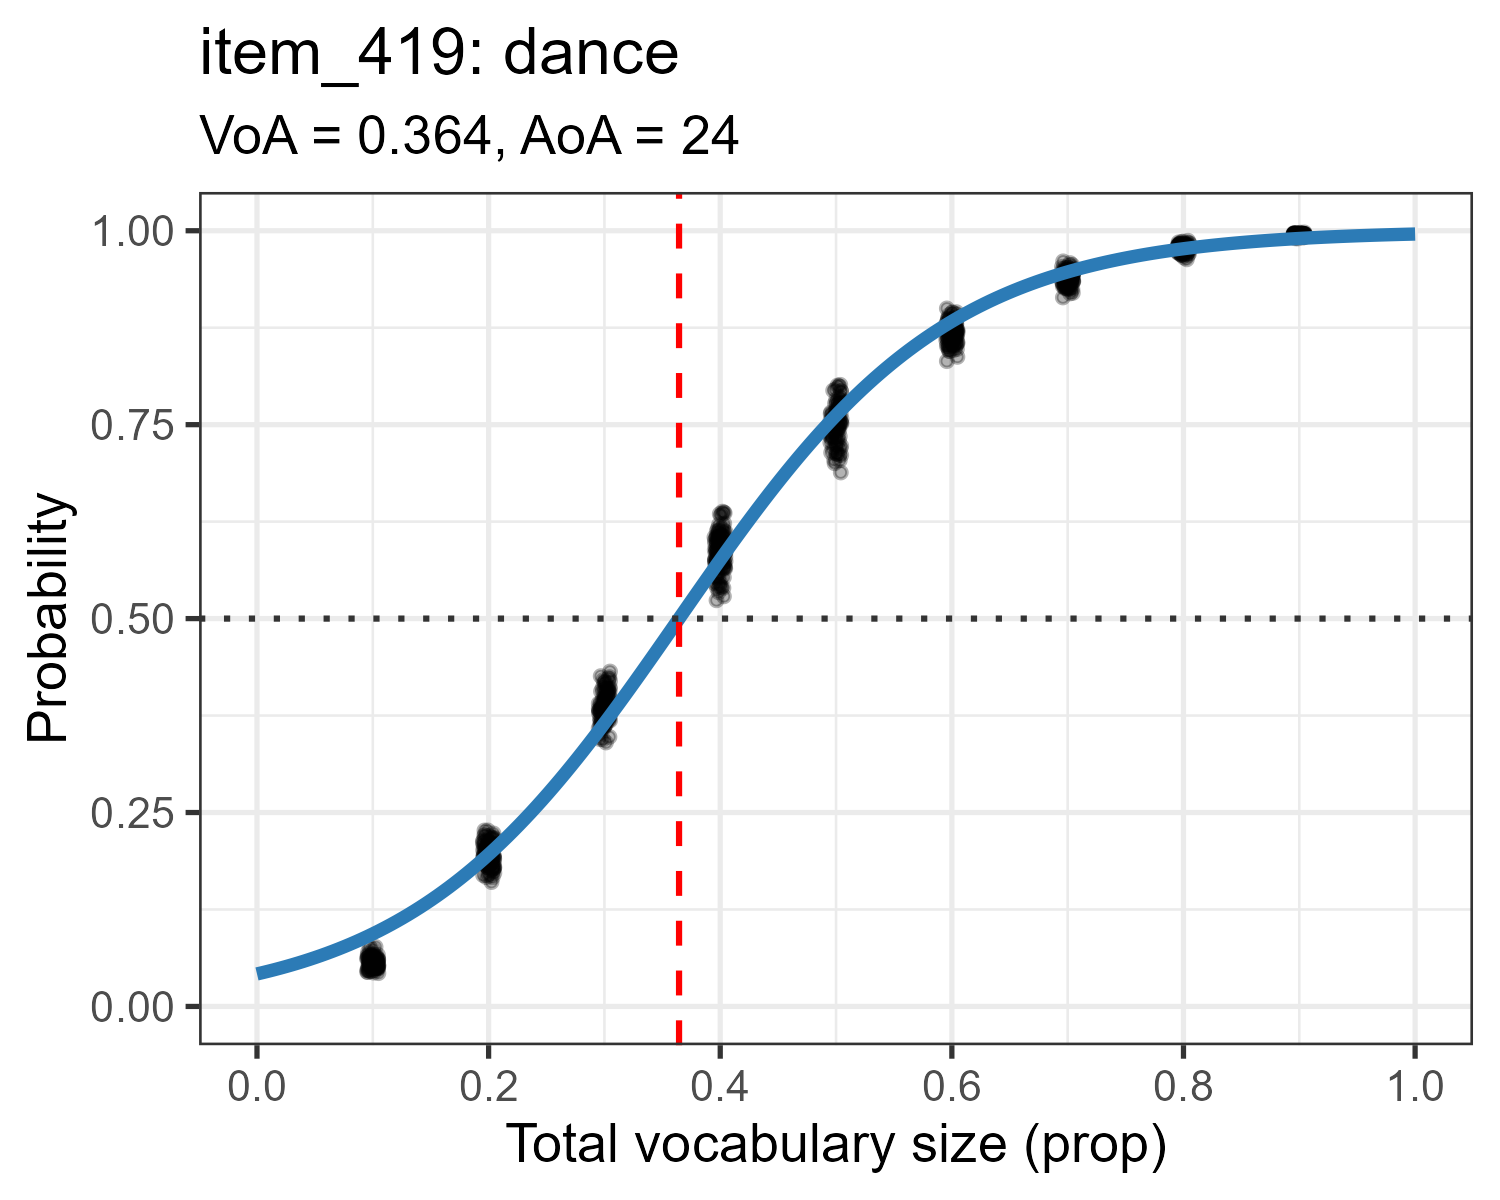 item_419: dance
VoA = 0.364, AoA = 24
1.00
0.75
0.50
0.25
0.00
Probability
0.0 0.2 0.4 0.6 0.8 1.0
Total vocabulary size (prop)